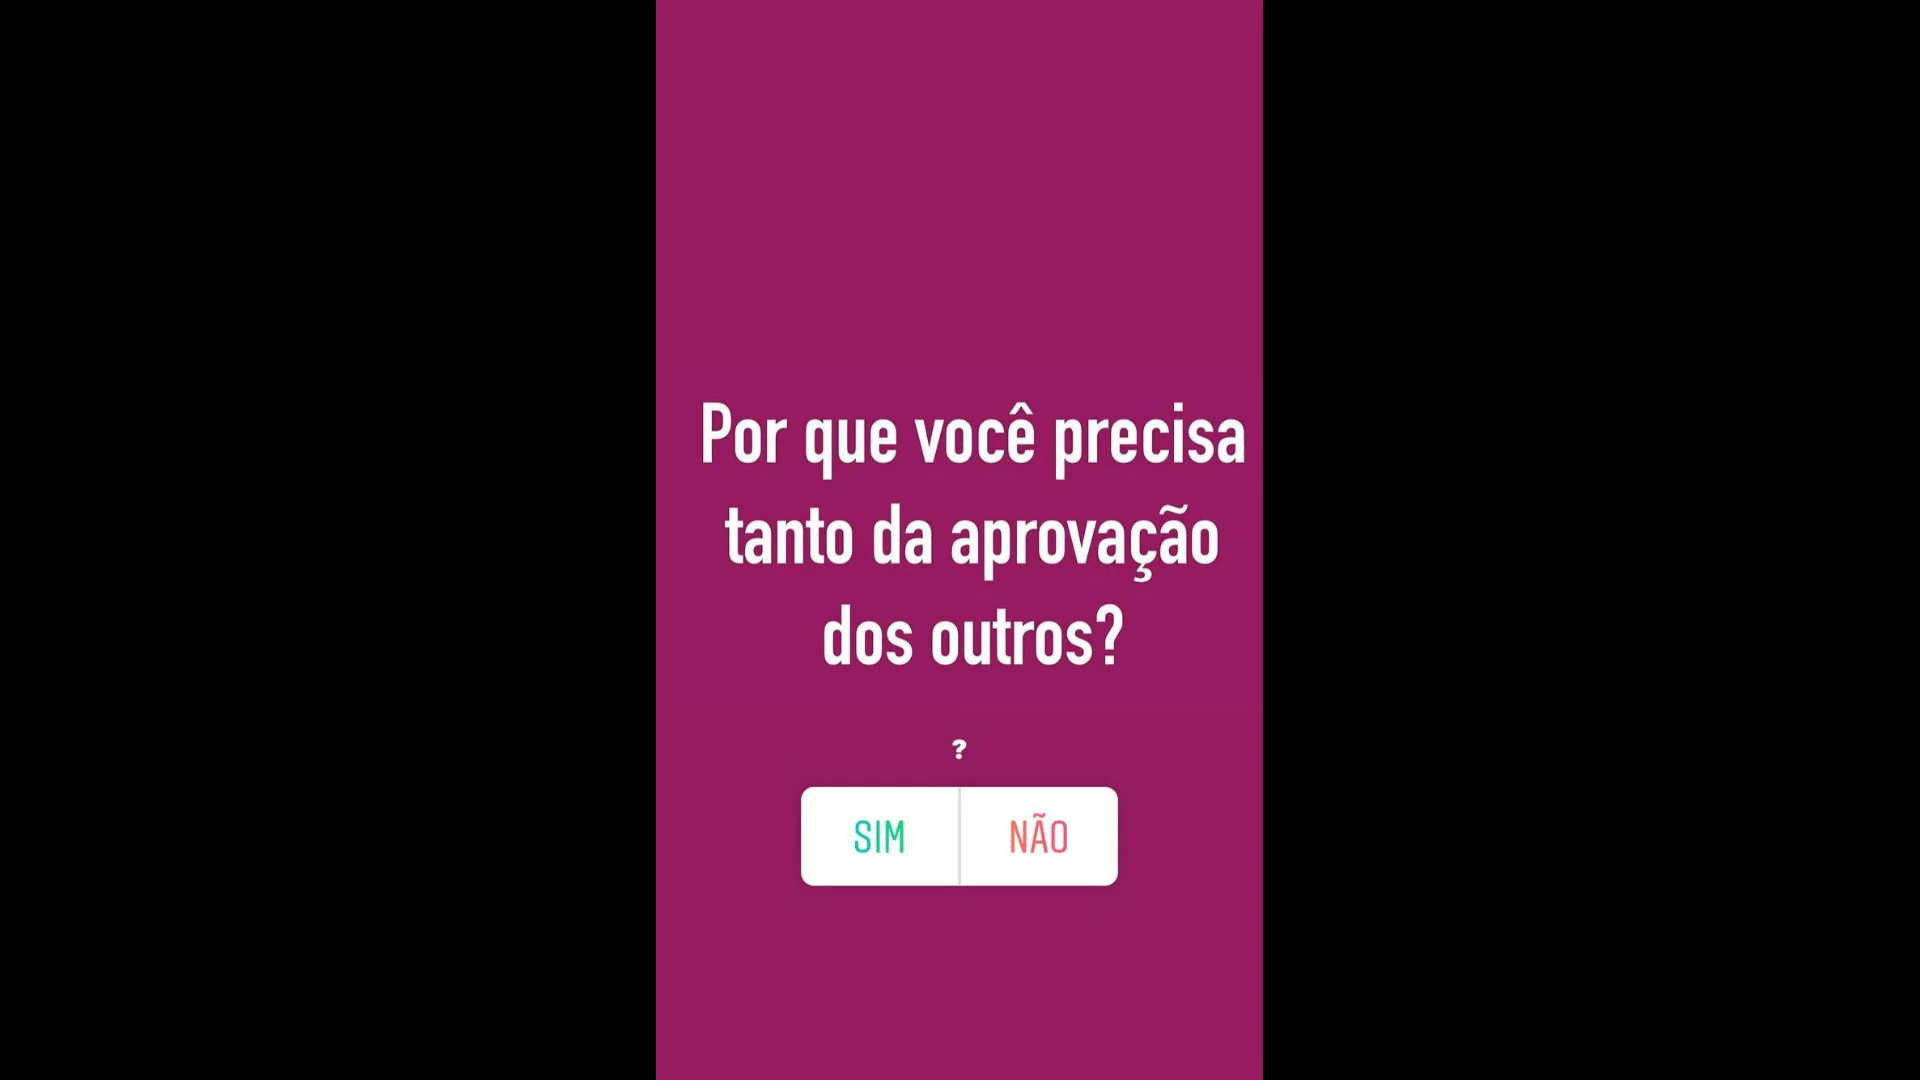 Por que você precisa
tanto da aprovação
dos outros?
?
SIM NÃO